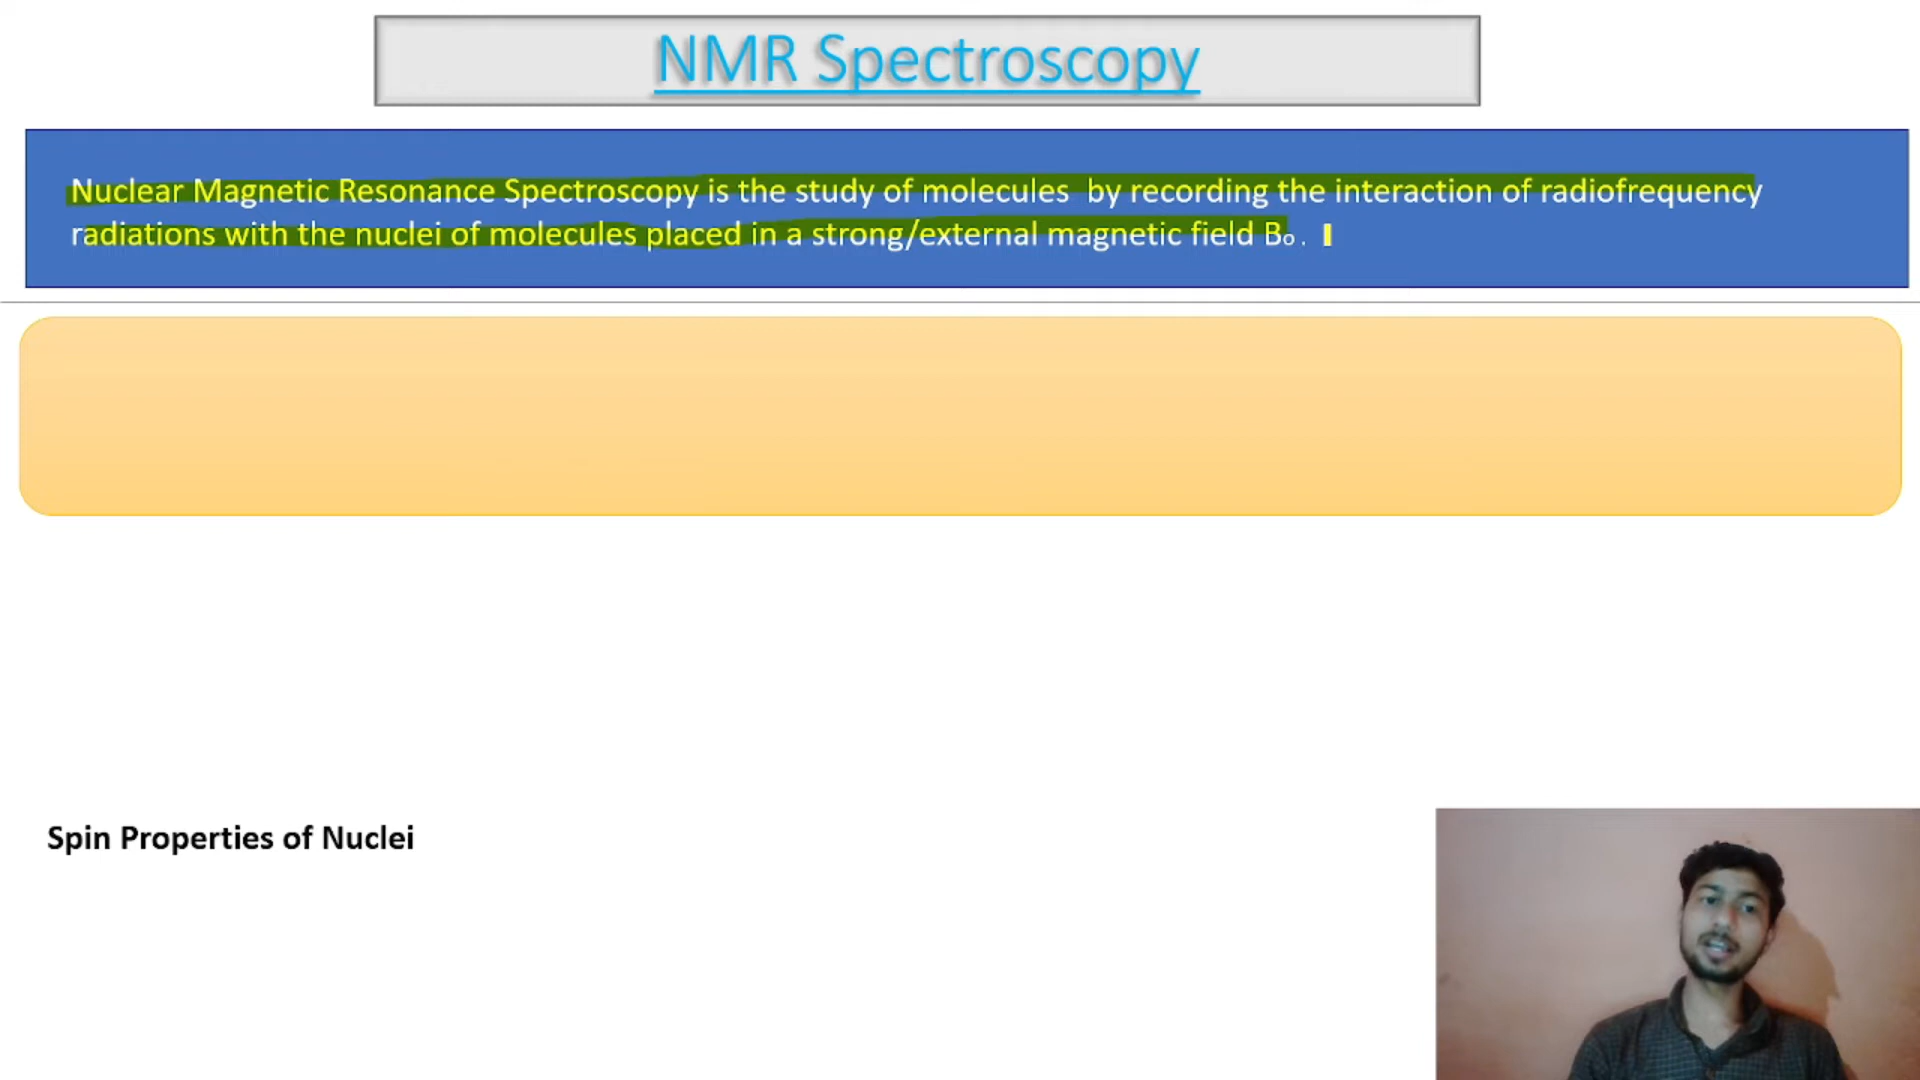 NMR Spectroscopy
Nuclear Magnetic Resonance Spectroscopy is the study of molecules by recording the interaction of radiofrequency
radiations with the nuclei of molecules placed in a strong/external magnetic field B₀ .
Spin Properties of Nuclei